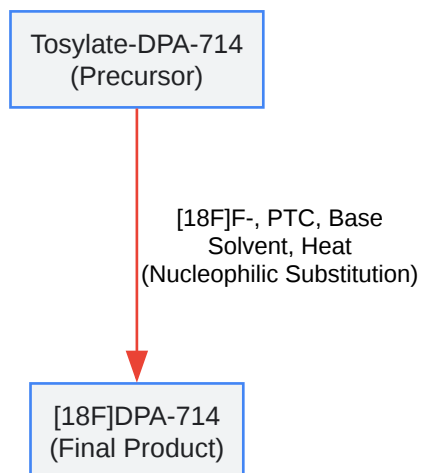 Tosylate-DPA-714
(Precursor)
[18F]F-, PTC, Base
Solvent, Heat
(Nucleophilic Substitution)
[18F]DPA-714
(Final Product)